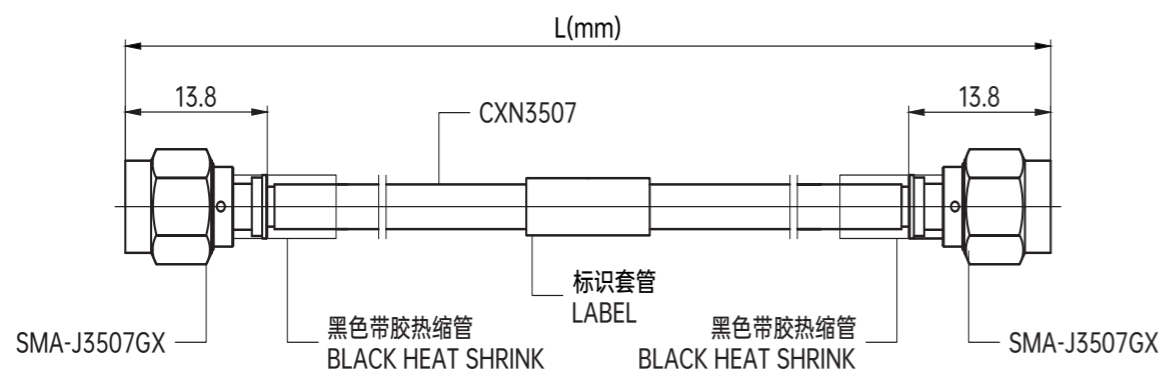 L(mm)
13.8
13.8
CXN3507
标识套管
LABEL
黑色带胶热缩管
BLACK HEAT SHRINK
黑色带胶热缩管
BLACK HEAT SHRINK
SMA-J3507GX
SMA-J3507GX